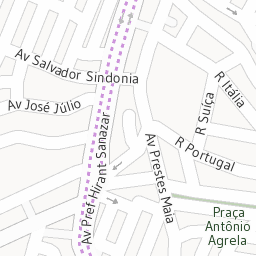 Av Salvador Sindonia
R Itália
Av José Júlio
R Suíça
Av Pref Hirant Sanazar
Av Prestes Maia
R Portugal
Praça
Antônio
Agrela